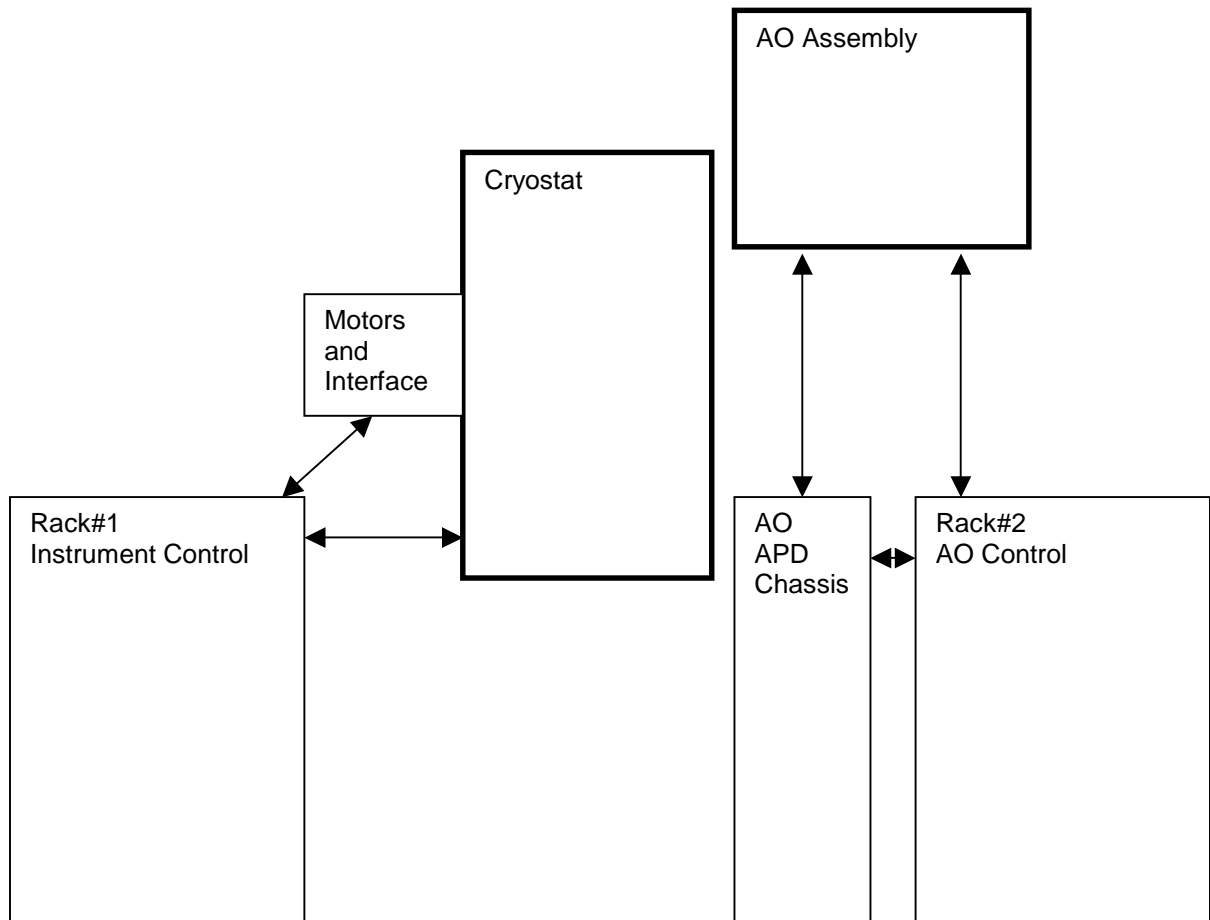 AO Assembly
Cryostat
Motors
and
Interface
Rack#1
Instrument Control
AO
APD
Chassis
Rack#2
AO Control